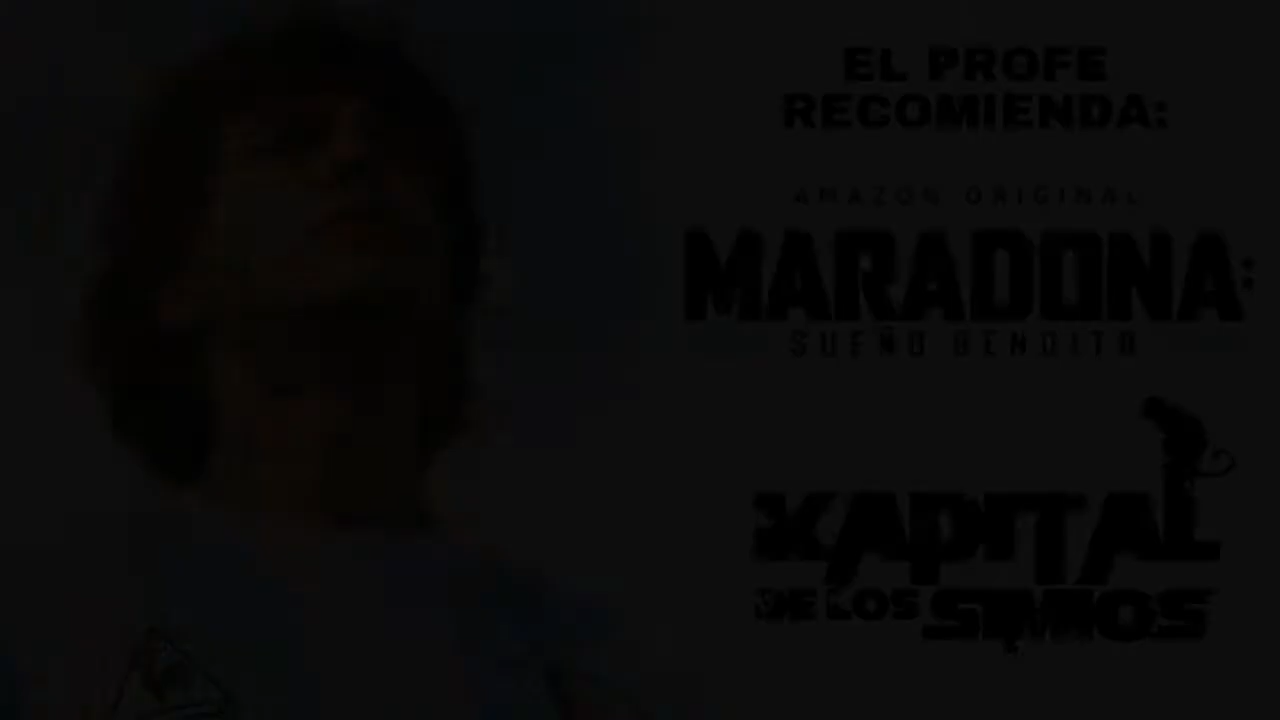 EL PROFE
RECOMIENDA:
AMAZON ORIGINAL
MARADONA:
SUEÑO BENDITO
KAPITAL
DE LOS SIMIOS